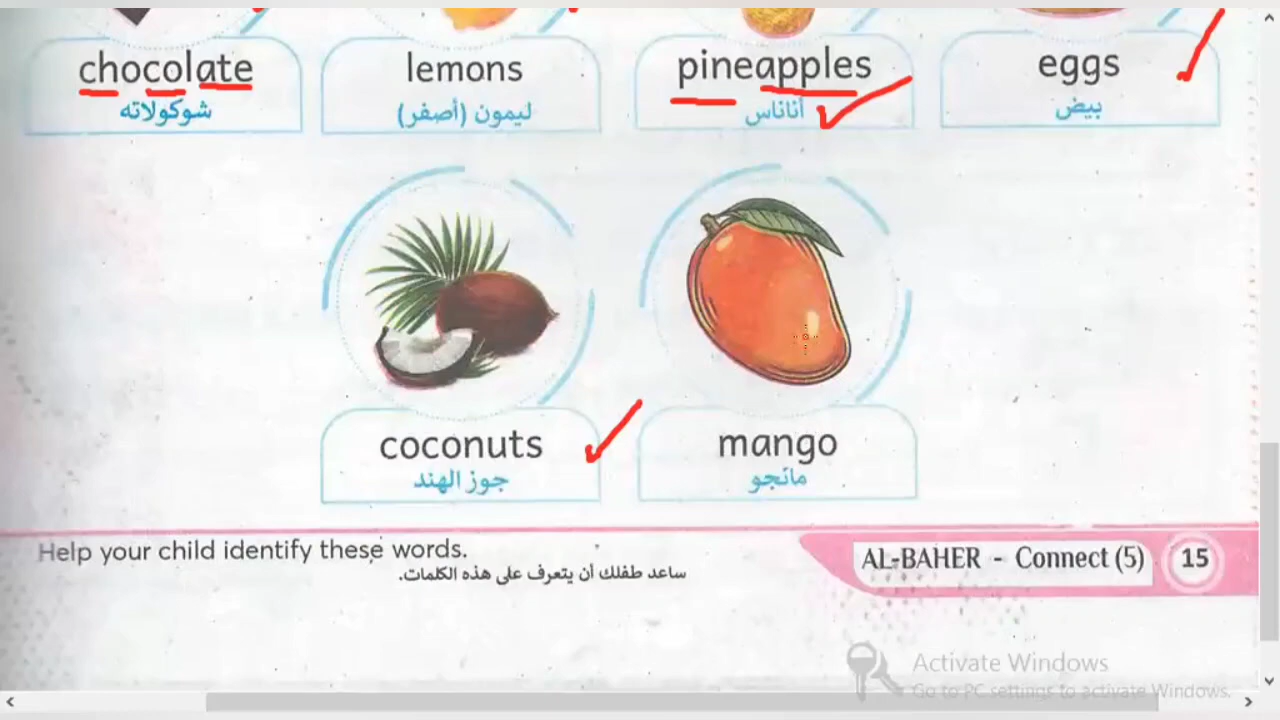 chocolate
شوكولاته
lemons
ليمون (أصفر)
pineapples
أناناس
eggs
بيض
coconuts
جوز الهند
mango
مانجو
Help your child identify these words.
ساعد طفلك أن يتعرف على هذه الكلمات.
AL-BAHER - Connect (5)
15
Activate Windows
Go to PC settings to activate Windows.